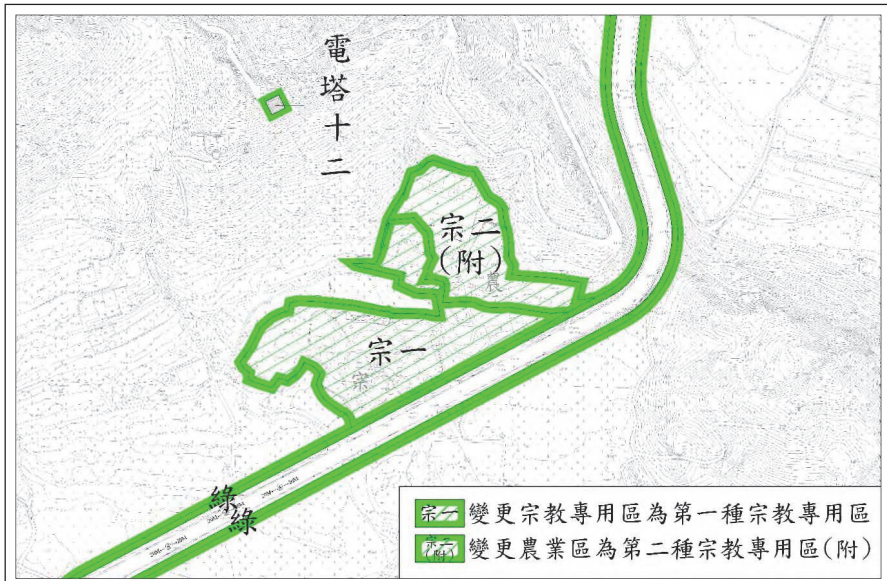 電塔十二
宗二
(附)
農
宗一
宗
綠
綠
宗一 變更宗教專用區為第一種宗教專用區
宗二(附) 變更農業區為第二種宗教專用區(附)